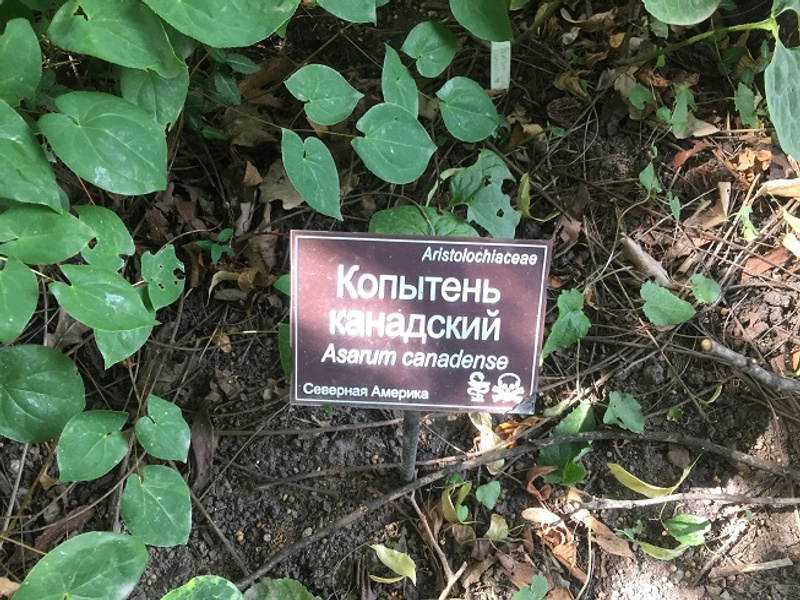 Aristolochiaceae
Копытень
канадский
Asarum canadense
Северная Америка